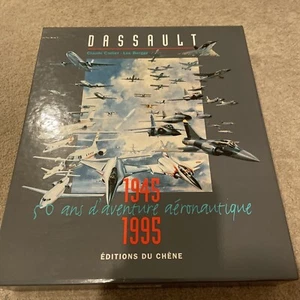 DASSAULT
1945
50 ans d'aventure aéronautique
1995
ÉDITIONS DU CHÊNE